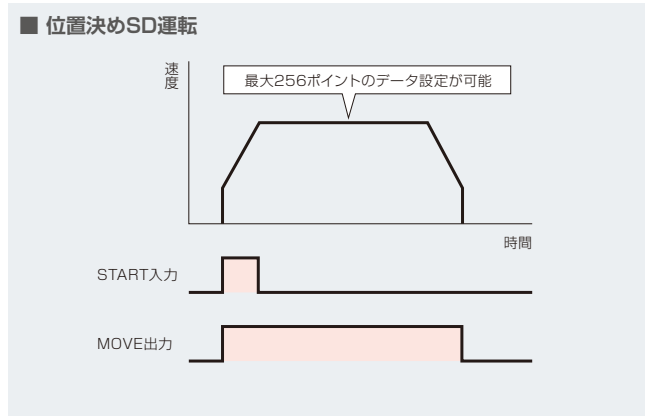 ■ 位置決めSD運転
速度
最大256ポイントのデータ設定が可能
時間
START入力
MOVE出力